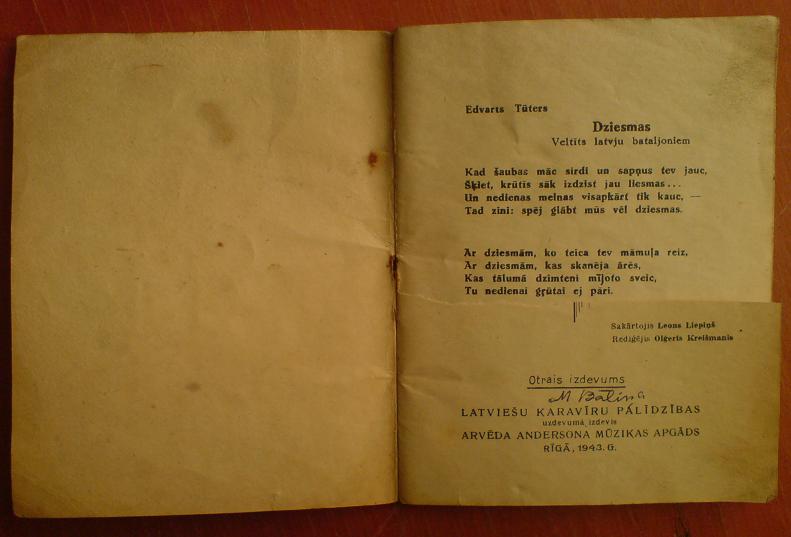 Edvarts Tūters
Dziesmas
Veltīts latvju bataljoniem
Kad šaubas māc sirdi un sapņus tev jauc,
Šķiet, krūtīs sāk izdzist jau liesmas...
Un nedienas melnas visapkārt tik kauc, —
Tad zini: spēj glābt mūs vēl dziesmas.
Ar dziesmām, ko teica tev māmuļa reiz,
Ar dziesmām, kas skanēja ārēs,
Kas tālumā dzimteni mīļoto sveic,
Tu nedienai gŗūtai ej pāri.
Sakārtojis Leons Liepiņš
Rediģējis Oļģerts Kreišmanis
Otrais izdevums
M Baliņa
LATVIEŠU KARAVĪRU PALĪDZĪBAS
uzdevumā izdevis
ARVĒDA ANDERSONA MŪZIKAS APGĀDS
RĪGĀ, 1943. G.